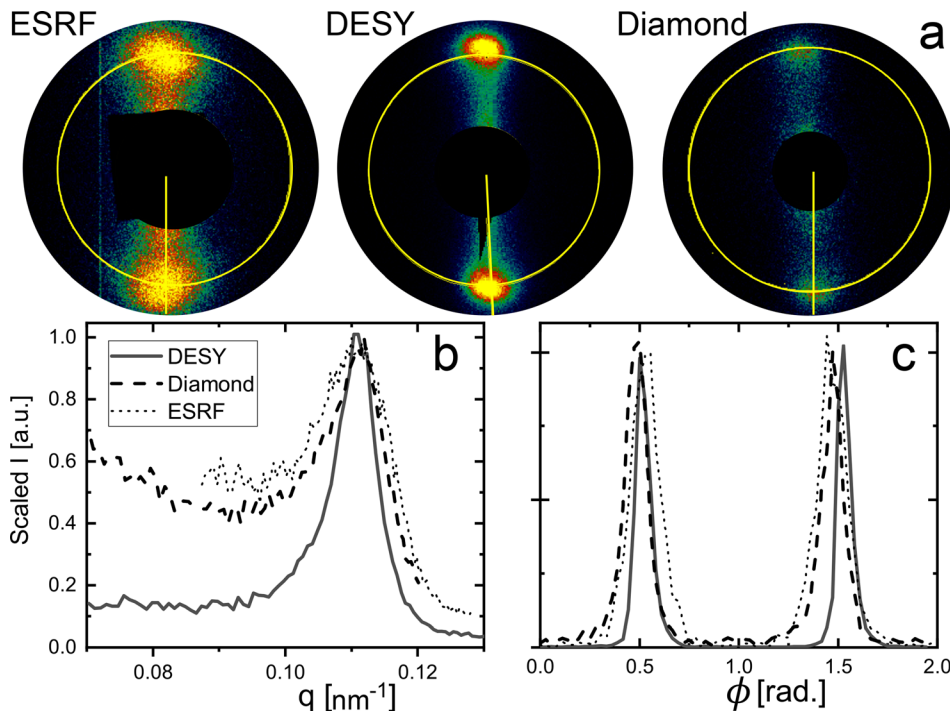 ESRF DESY Diamond a
b
DESY
Diamond
ESRF
Scaled I [a.u.]
1.0
0.8
0.6
0.4
0.2
0.0
0.08 0.10 0.12
q [nm⁻¹]
c
0.0 0.5 1.0 1.5 2.0
ϕ [rad.]